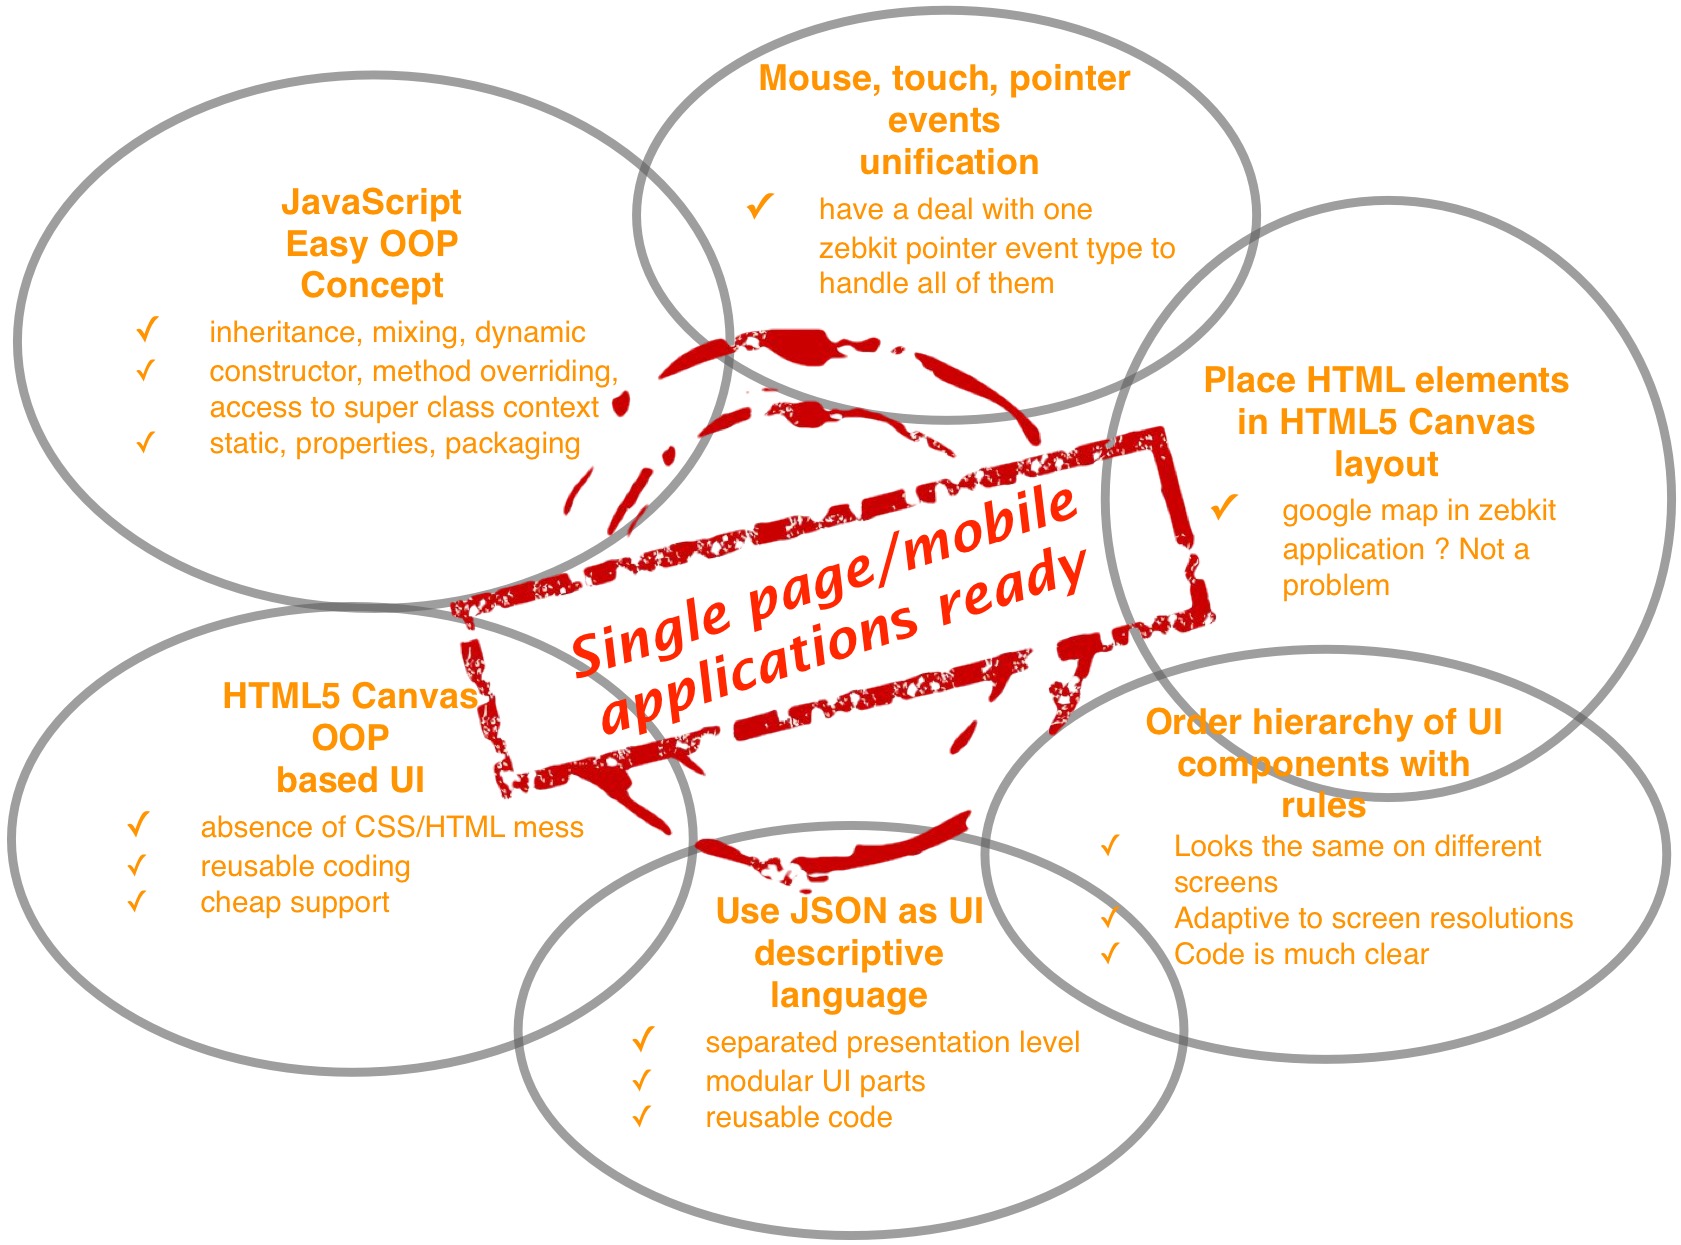 Mouse, touch, pointer
events
unification
✓ have a deal with one
zebkit pointer event type to
handle all of them
JavaScript
Easy OOP
Concept
✓ inheritance, mixing, dynamic
✓ constructor, method overriding,
access to super class context
✓ static, properties, packaging
Place HTML elements
in HTML5 Canvas
layout
✓ google map in zebkit
application ? Not a
problem
Single page/mobile
applications ready
HTML5 Canvas
OOP
based UI
✓ absence of CSS/HTML mess
✓ reusable coding
✓ cheap support
Order hierarchy of UI
components with
rules
✓ Looks the same on different
screens
✓ Adaptive to screen resolutions
✓ Code is much clear
Use JSON as UI
descriptive
language
✓ separated presentation level
✓ modular UI parts
✓ reusable code